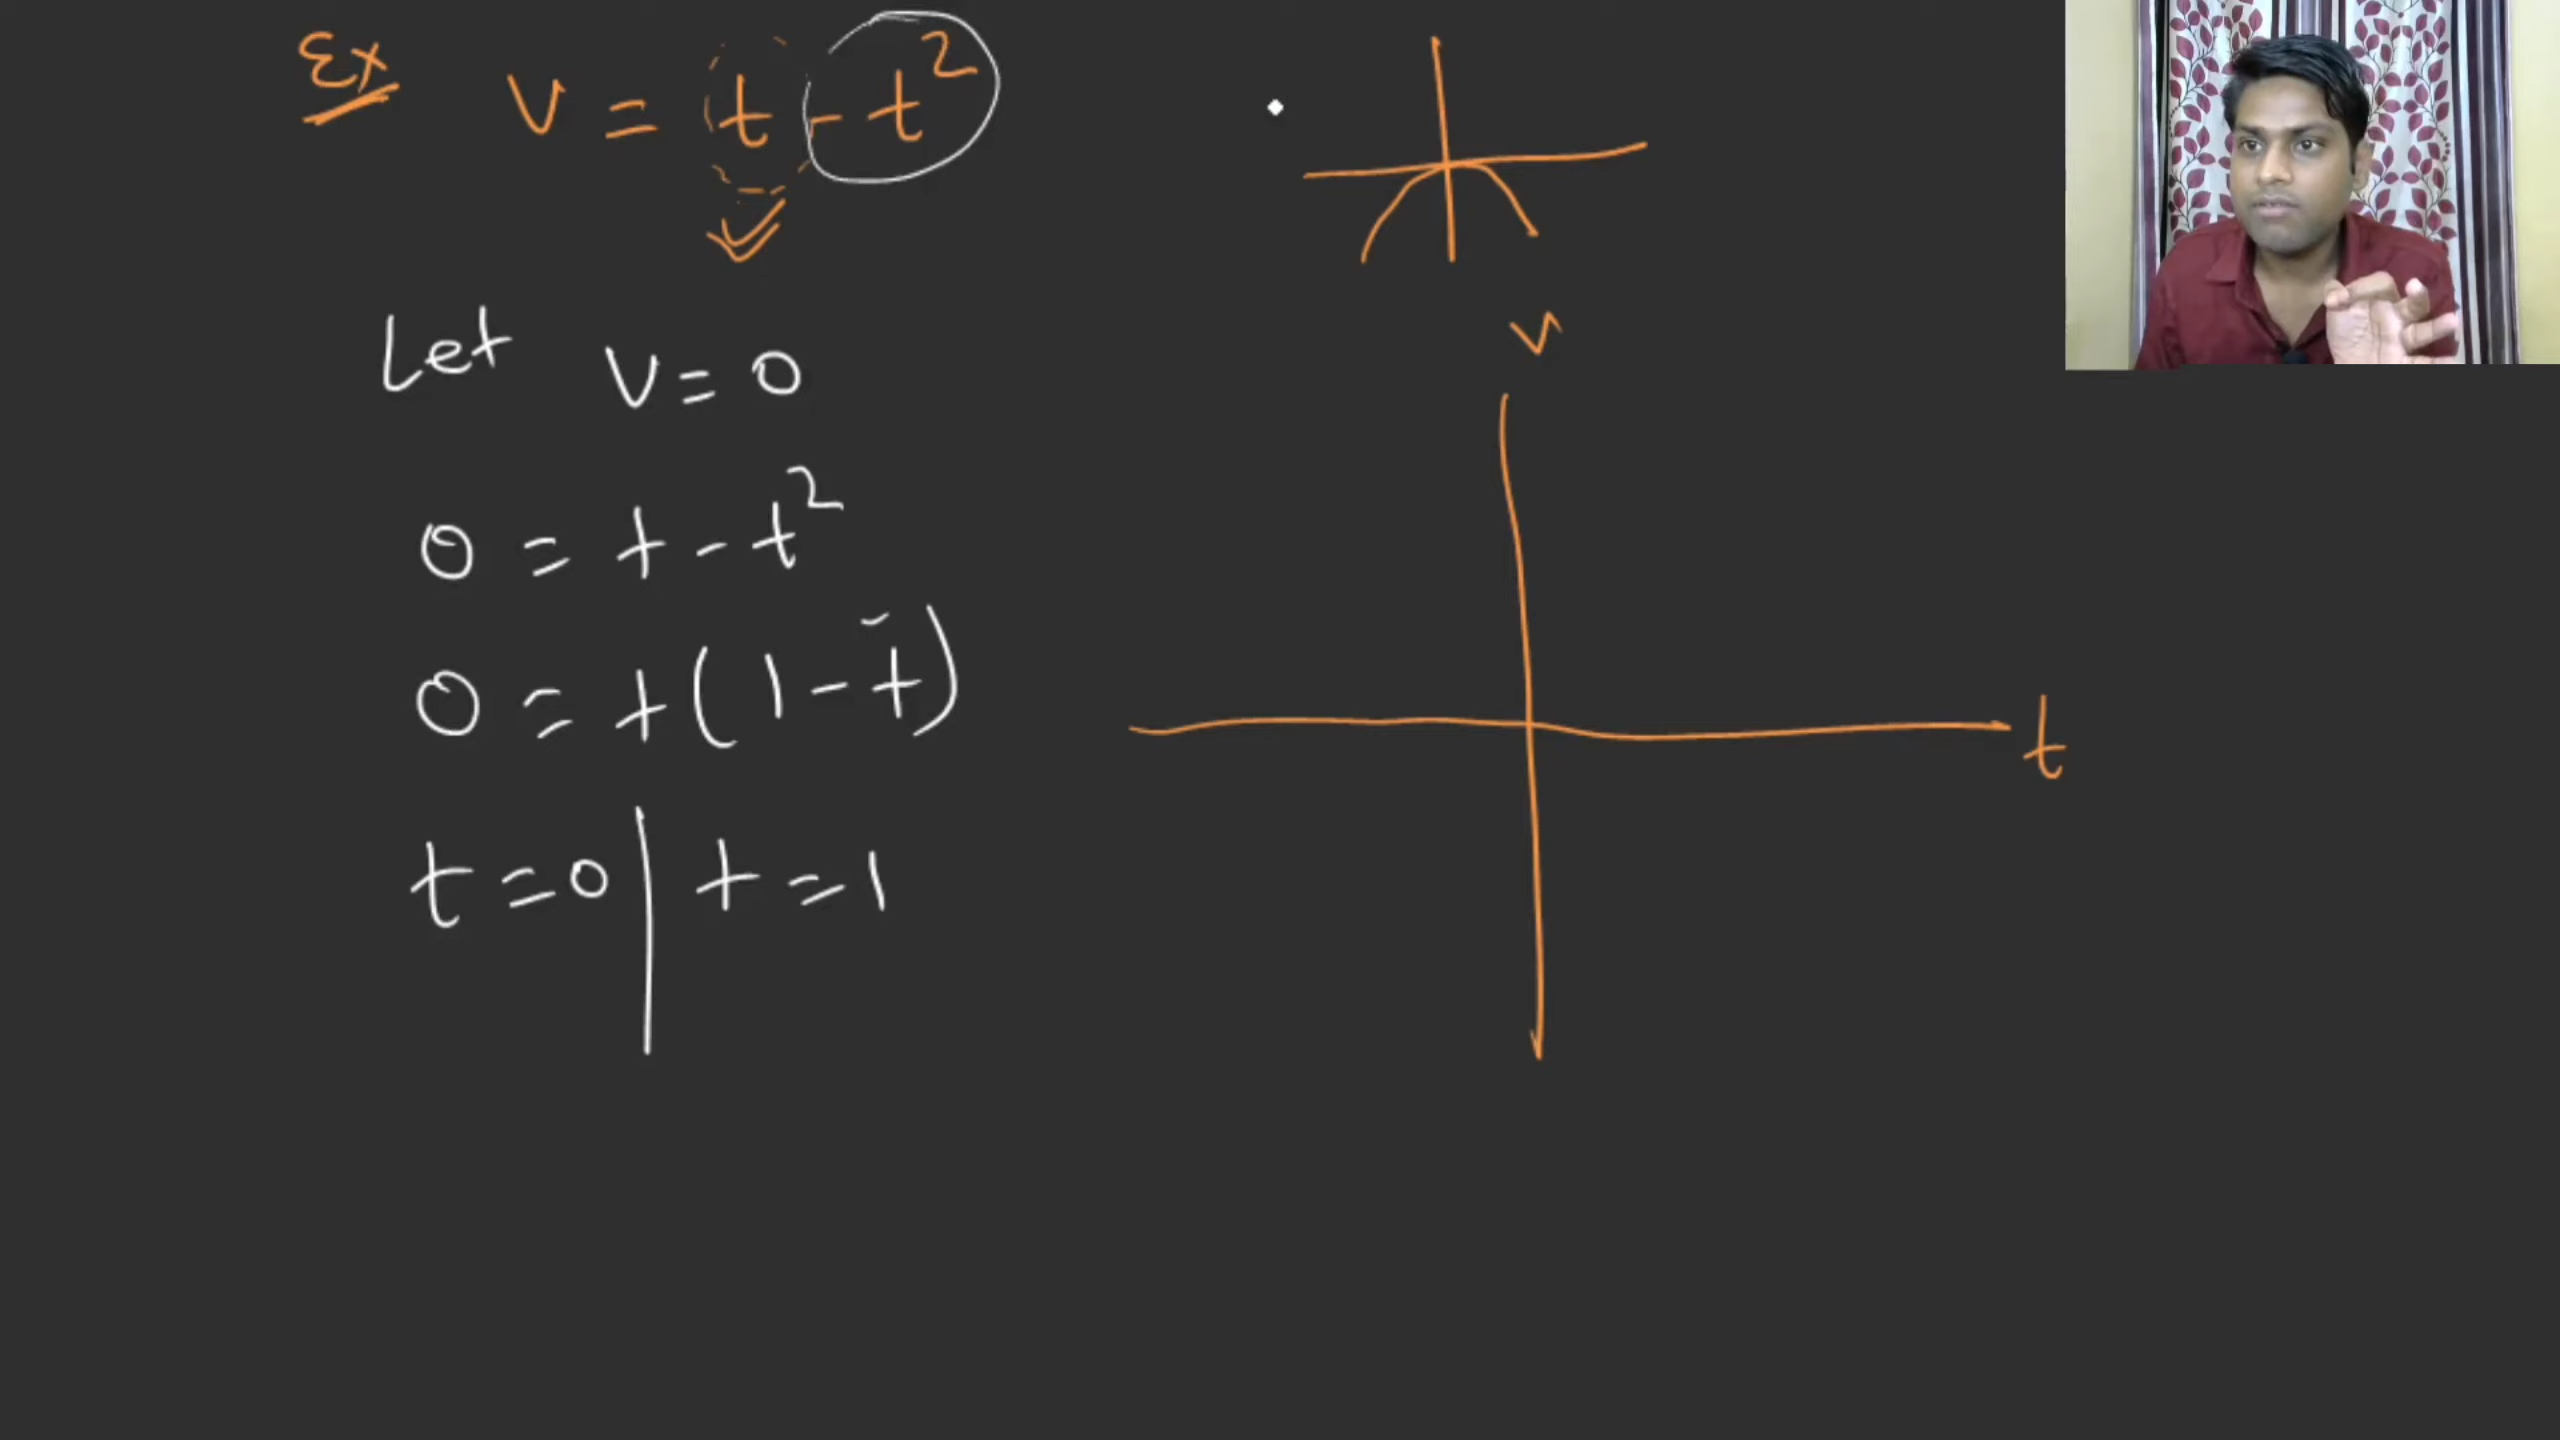 Ex v = t - t²
Let v = 0
0 = t - t²
0 = t(1 - t)
t = 0 | t = 1
v
t